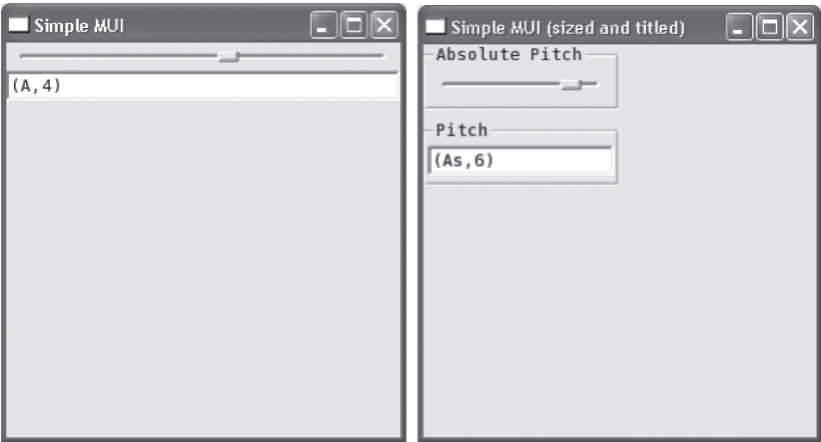 Simple MUI
(A,4)
Simple MUI (sized and titled)
Absolute Pitch
Pitch
(As,6)